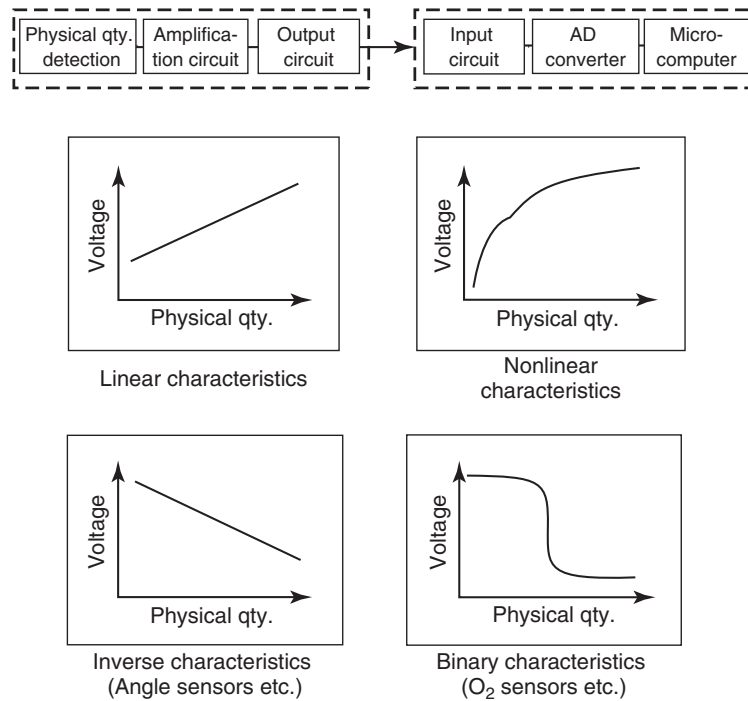 Physical qty.
detection
Amplifica-
tion circuit
Output
circuit
Input
circuit
AD
converter
Micro-
computer
Voltage
Physical qty.
Linear characteristics
Voltage
Physical qty.
Nonlinear
characteristics
Voltage
Physical qty.
Inverse characteristics
(Angle sensors etc.)
Voltage
Physical qty.
Binary characteristics
(O₂ sensors etc.)